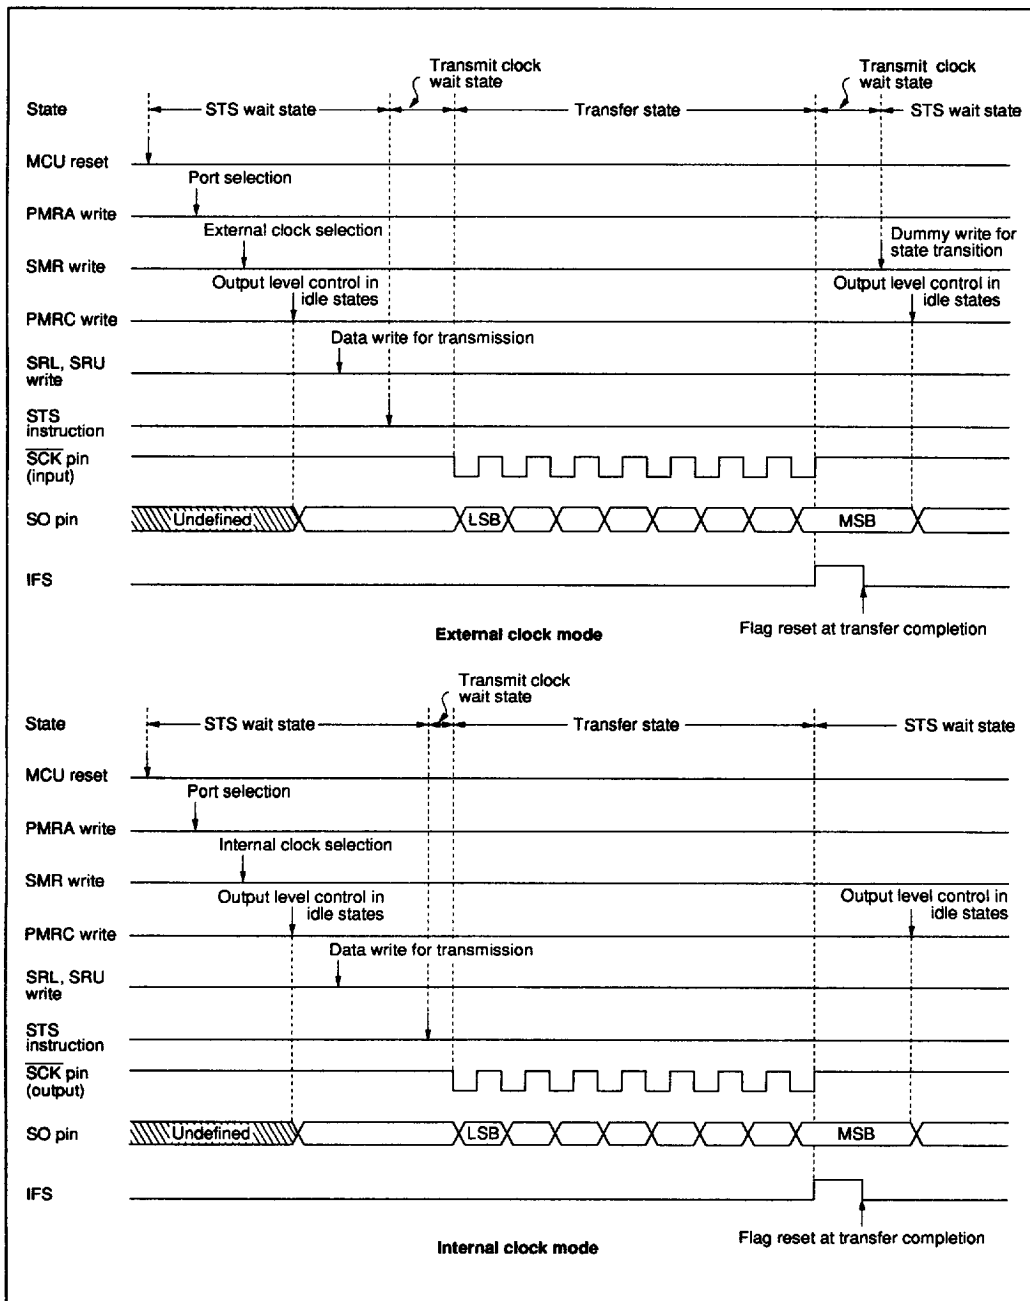 Transmit clock
wait state
Transmit clock
wait state
State
STS wait state
Transfer state
STS wait state
MCU reset
Port selection
PMRA write
External clock selection
Dummy write for
state transition
SMR write
Output level control in
idle states
Output level control in
idle states
PMRC write
Data write for transmission
SRL, SRU
write
STS
instruction
SCK pin
(input)
SO pin
Undefined
LSB
MSB
IFS
Flag reset at transfer completion
External clock mode
Transmit clock
wait state
State
STS wait state
Transfer state
STS wait state
MCU reset
Port selection
PMRA write
Internal clock selection
SMR write
Output level control in
idle states
Output level control in
idle states
PMRC write
Data write for transmission
SRL, SRU
write
STS
instruction
SCK pin
(output)
SO pin
Undefined
LSB
MSB
IFS
Flag reset at transfer completion
Internal clock mode